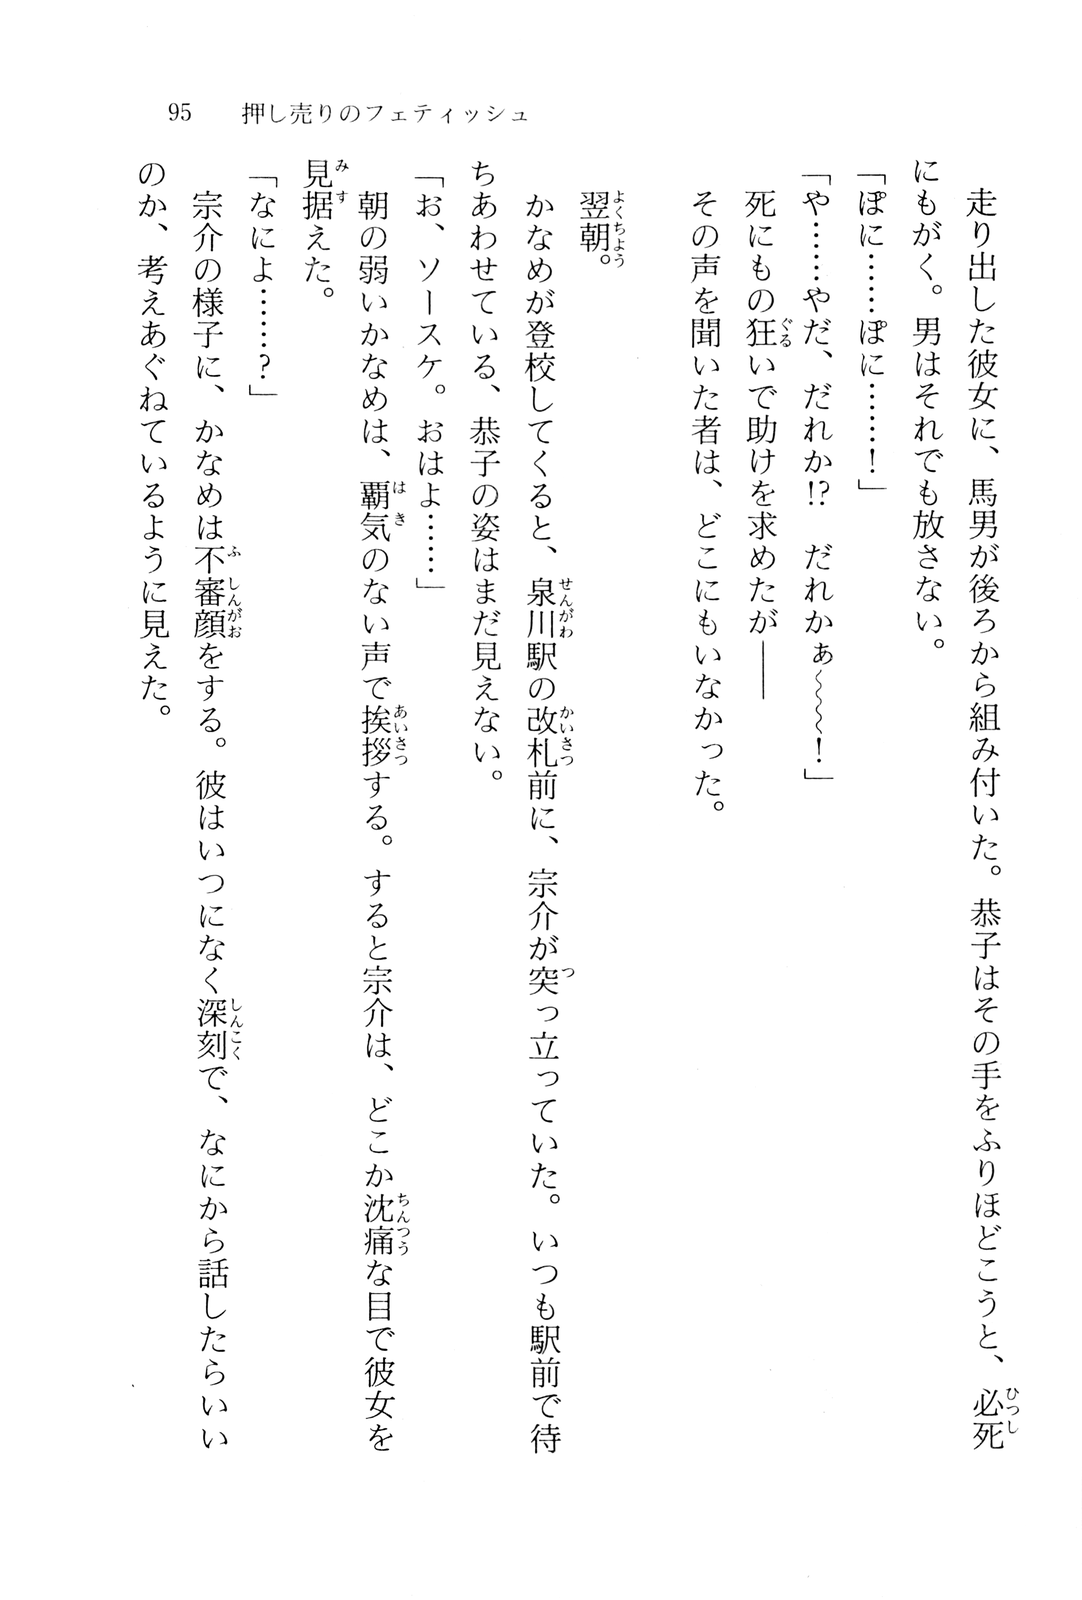 95　押し売りのフェティッシュ
　走り出した彼女に、馬男が後ろから組み付いた。恭子はその手をふりほどこうと、必死
にもがく。男はそれでも放さない。
「ぽに……ぽに……！」
「や……やだ、だれか!?　だれかぁ〜〜〜！」
　死にもの狂いで助けを求めたが――
　その声を聞いた者は、どこにもいなかった。
　翌朝。
　かなめが登校してくると、泉川駅の改札前に、宗介が突っ立っていた。いつも駅前で待
ちあわせている、恭子の姿はまだ見えない。
「お、ソースケ。おはよ……」
　朝の弱いかなめは、覇気のない声で挨拶する。すると宗介は、どこか沈痛な目で彼女を
見据えた。
「なによ……？」
　宗介の様子に、かなめは不審顔をする。彼はいつになく深刻で、なにから話したらいい
のか、考えあぐねているように見えた。